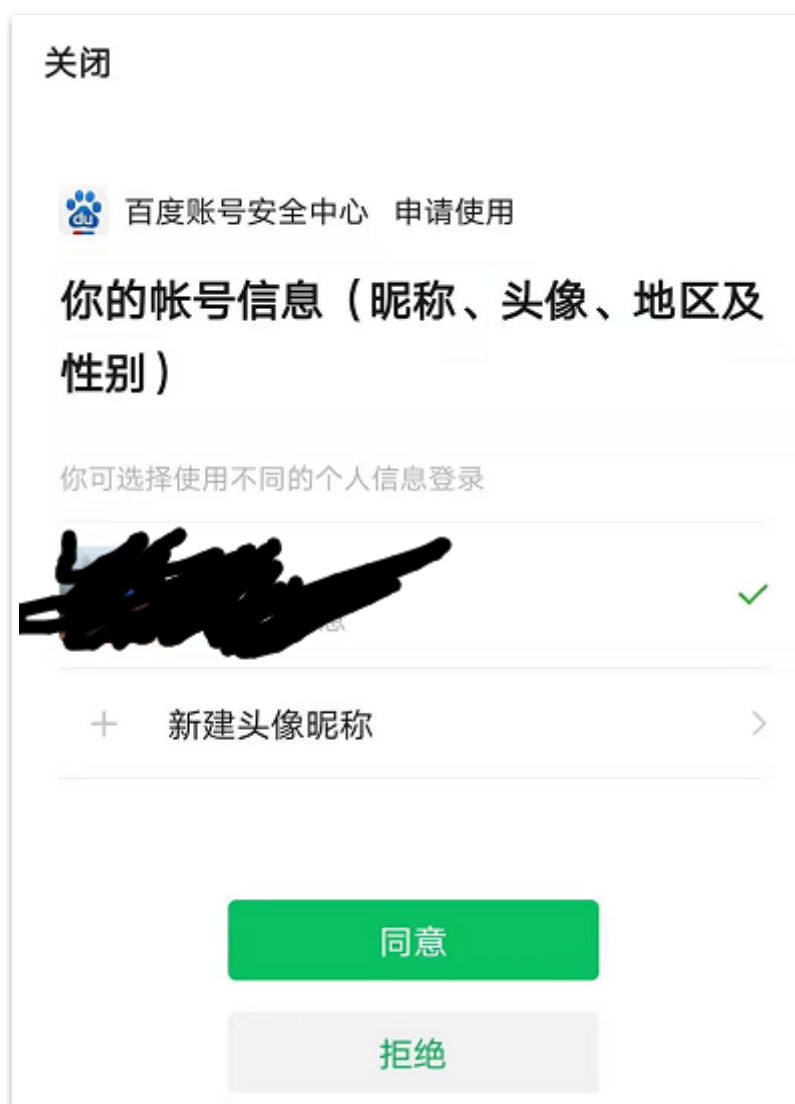 关闭
百度账号安全中心 申请使用
你的帐号信息（昵称、头像、地区及
性别）
你可选择使用不同的个人信息登录
新建头像昵称
同意
拒绝